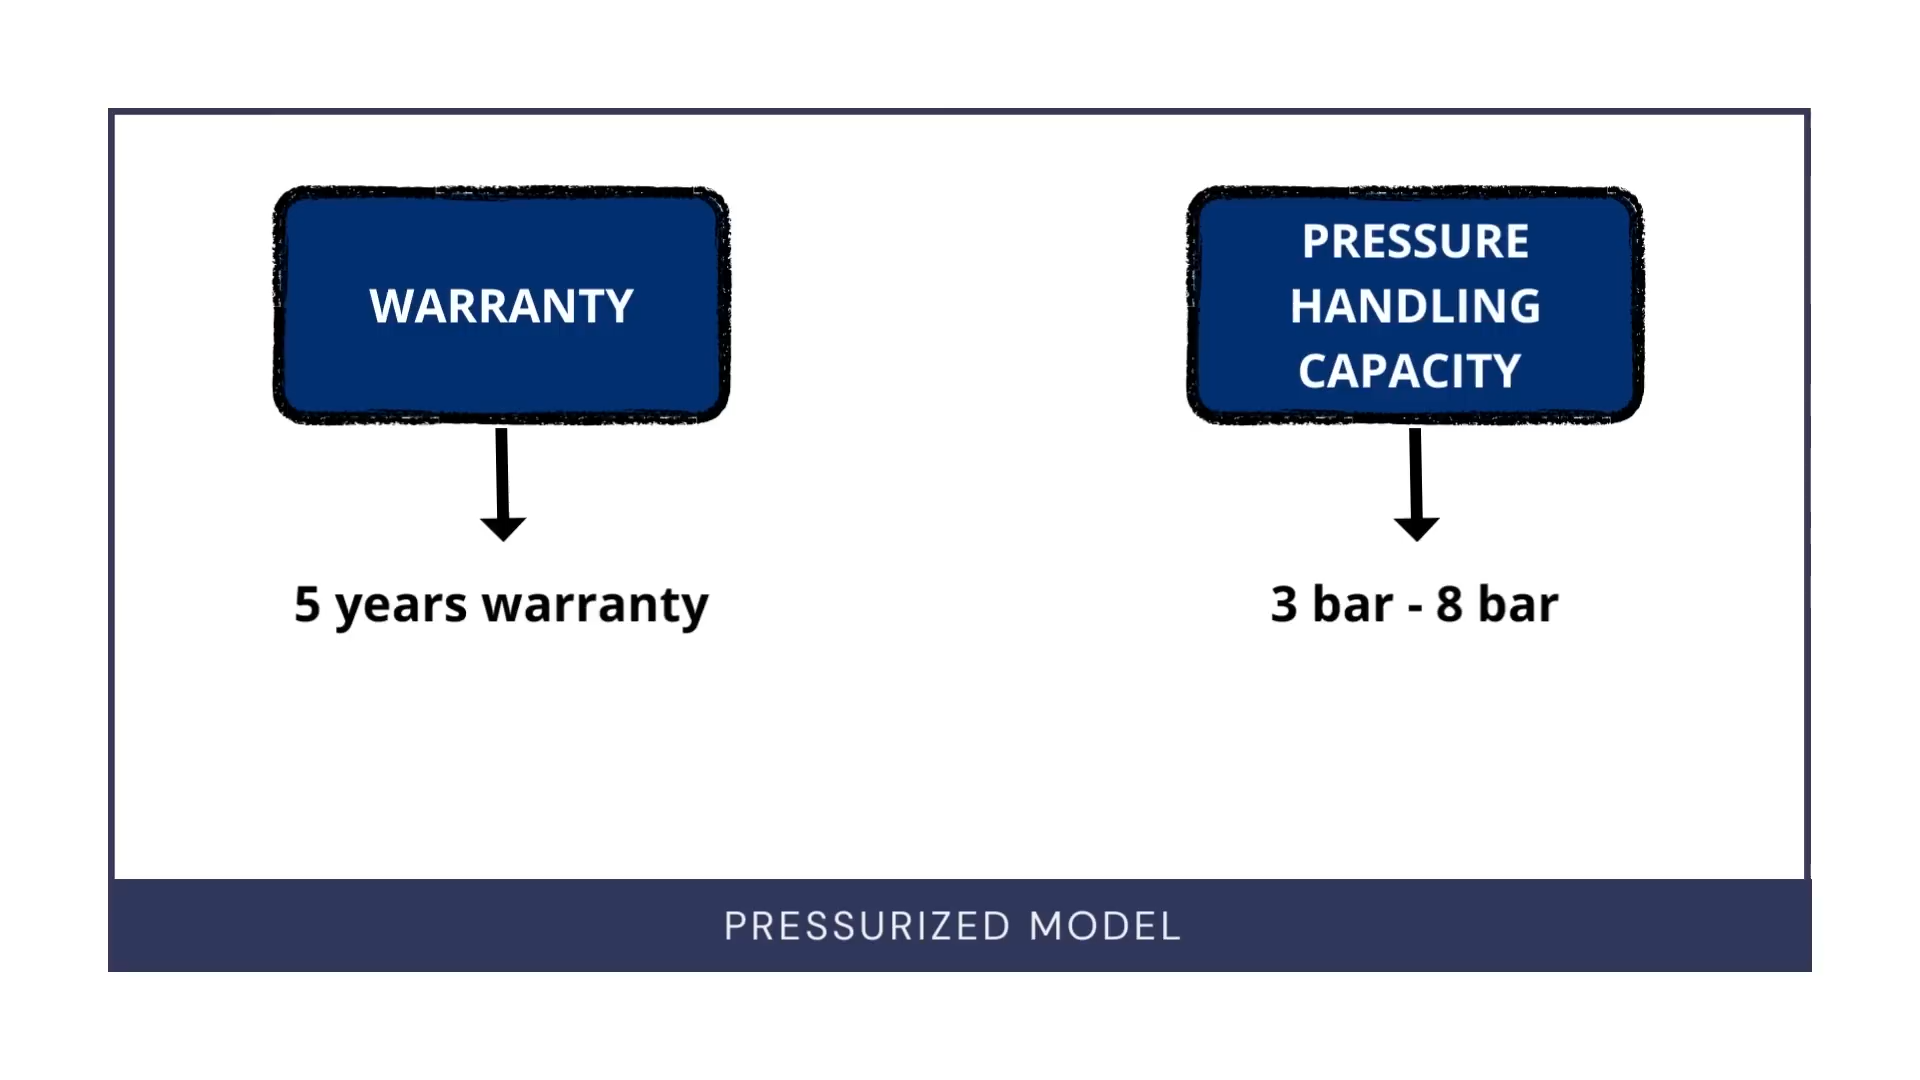 WARRANTY
5 years warranty
PRESSURE
HANDLING
CAPACITY
3 bar - 8 bar
PRESSURIZED MODEL